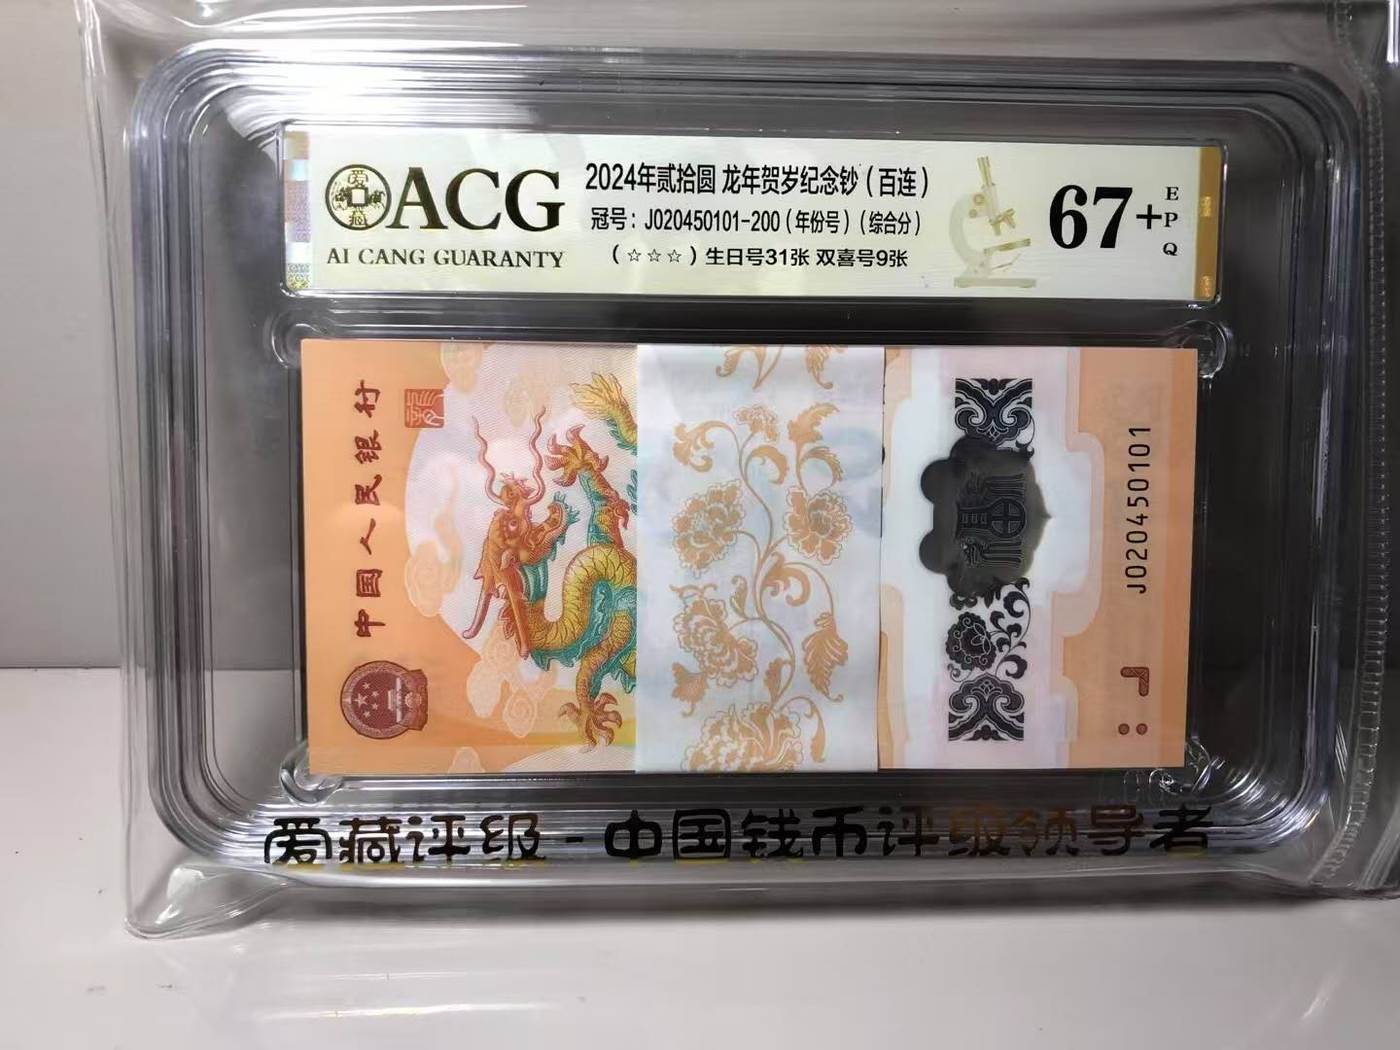 爱藏
ACG
AI CANG GUARANTY
2024年贰拾圆 龙年贺岁纪念钞（百连）
冠号：J020450101-200（年份号）（综合分）
（☆☆☆）生日号31张 双喜号9张
67+
EPQ
中国人民银行
J020450101
爱藏评级-中国钱币评级领导者